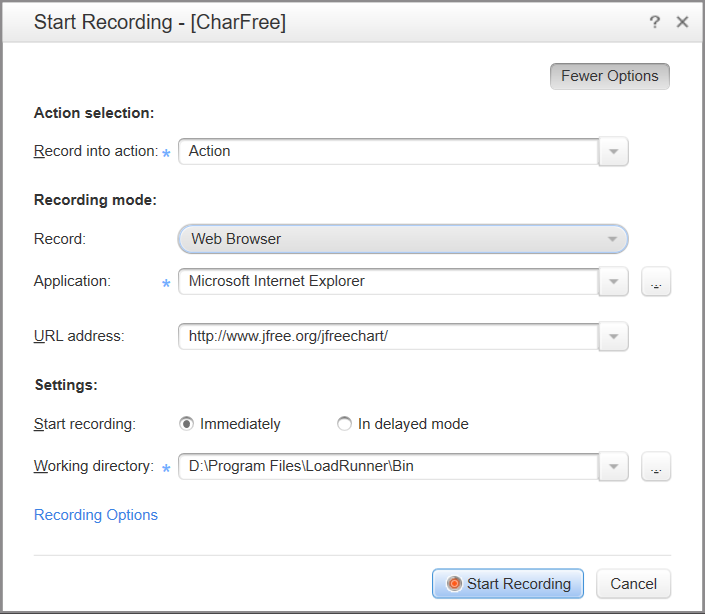 Start Recording - [CharFree]
?
Fewer Options
Action selection:
Record into action: * Action
Recording mode:
Record: Web Browser
Application: * Microsoft Internet Explorer ...
URL address: http://www.jfree.org/jfreechart/
Settings:
Start recording: Immediately In delayed mode
Working directory: * D:\Program Files\LoadRunner\Bin ...
Recording Options
Start Recording Cancel